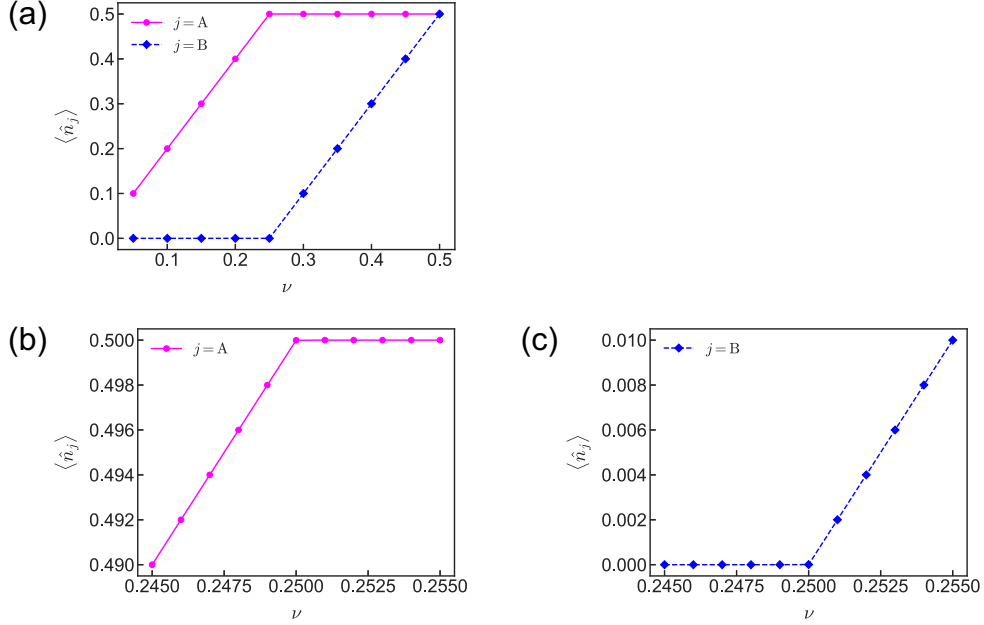 (a)
0.5
0.4
0.3
0.2
0.1
0.0
⟨n̂_j⟩
j = A
j = B
0.1 0.2 0.3 0.4 0.5
ν
(b)
0.500
0.498
0.496
0.494
0.492
0.490
⟨n̂_j⟩
j = A
0.2450 0.2475 0.2500 0.2525 0.2550
ν
(c)
0.010
0.008
0.006
0.004
0.002
0.000
⟨n̂_j⟩
j = B
0.2450 0.2475 0.2500 0.2525 0.2550
ν